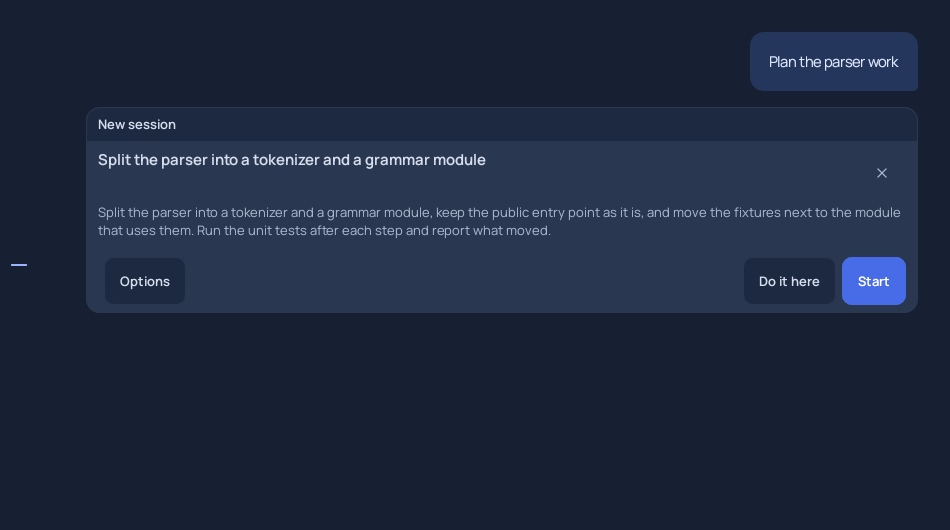 Plan the parser work
New session
Split the parser into a tokenizer and a grammar module
Split the parser into a tokenizer and a grammar module, keep the public entry point as it is, and move the fixtures next to the module
that uses them. Run the unit tests after each step and report what moved.
Options
Do it here
Start